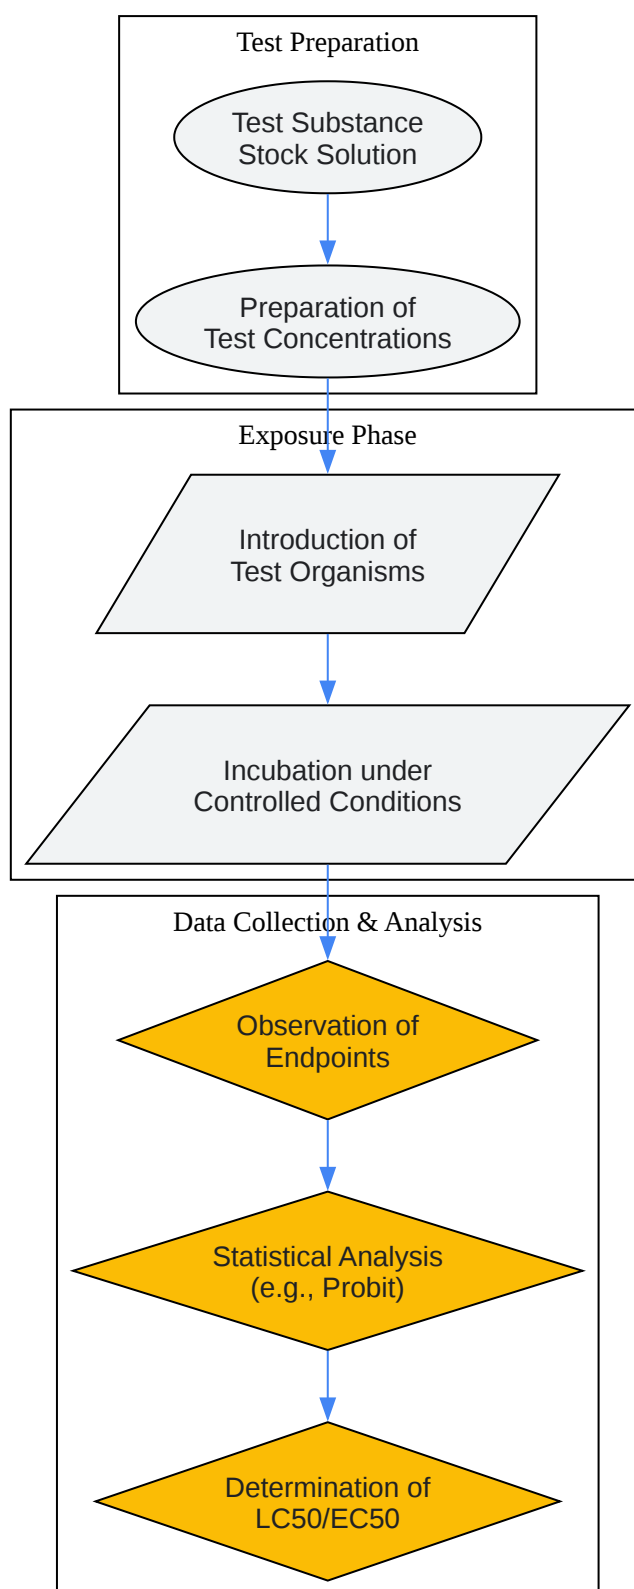 Test Preparation
Test Substance
Stock Solution
Preparation of
Test Concentrations
Exposure Phase
Introduction of
Test Organisms
Incubation under
Controlled Conditions
Data Collection & Analysis
Observation of
Endpoints
Statistical Analysis
(e.g., Probit)
Determination of
LC50/EC50